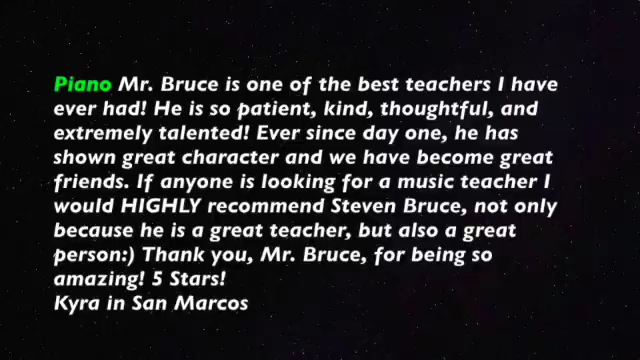 Piano Mr. Bruce is one of the best teachers I have
ever had! He is so patient, kind, thoughtful, and
extremely talented! Ever since day one, he has
shown great character and we have become great
friends. If anyone is looking for a music teacher I
would HIGHLY recommend Steven Bruce, not only
because he is a great teacher, but also a great
person:) Thank you, Mr. Bruce, for being so
amazing! 5 Stars!
Kyra in San Marcos